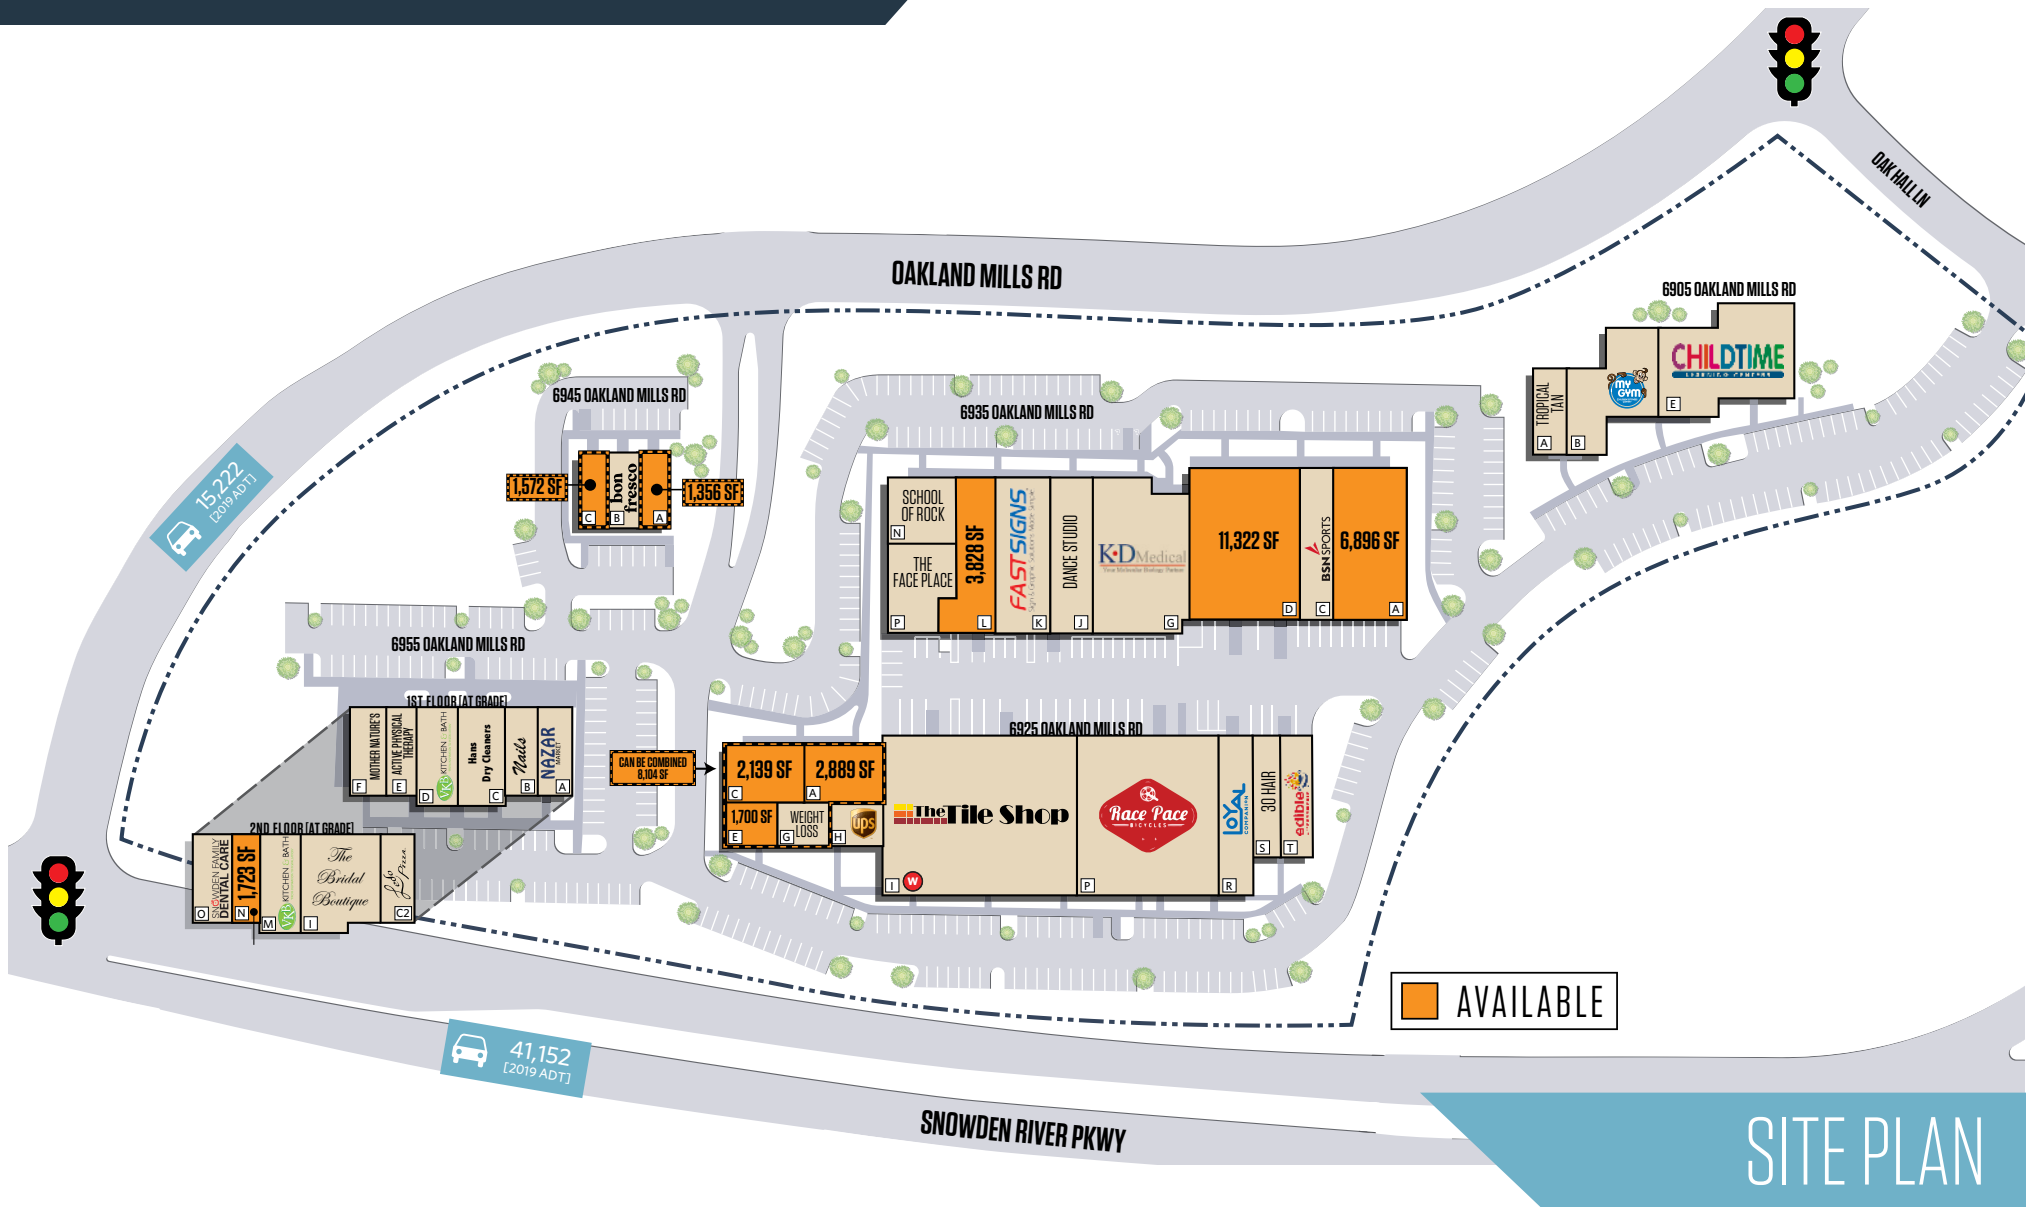 OAK HALL LN
OAKLAND MILLS RD
6905 OAKLAND MILLS RD
CHILDTIME
LEARNING CENTERS
MY
GYM
TROPICAL
TAN
A
B
E
15,222
[2019 ADT]
6945 OAKLAND MILLS RD
1,572 SF
bon
fresco
1,356 SF
C
B
A
6935 OAKLAND MILLS RD
SCHOOL
OF ROCK
N
THE
FACE PLACE
P
3,828 SF
L
FASTSIGNS
K
DANCE STUDIO
J
K·D Medical
G
11,322 SF
D
BSN SPORTS
C
6,896 SF
A
6955 OAKLAND MILLS RD
1ST FLOOR [AT GRADE]
MOTHER NATURE'S
F
ACTIVE PHYSICAL
THERAPY
E
VKB KITCHEN & BATH
D
Hans
Dry Cleaners
C
Nails
B
NAZAR
MARKET
A
2ND FLOOR [AT GRADE]
SNOWDEN FAMILY
DENTAL CARE
O
1,723 SF
N
VKB KITCHEN & BATH
M
The
Bridal
Boutique
I
C2
CAN BE COMBINED
8,104 SF
6925 OAKLAND MILLS RD
2,139 SF
C
2,889 SF
A
1,700 SF
E
WEIGHT
LOSS
G
ups
H
The Tile Shop
I
W
Race Pace
BICYCLES
P
LOYAL
COMPANION
R
30 HAIR
S
edible
T
AVAILABLE
41,152
[2019 ADT]
SNOWDEN RIVER PKWY
SITE PLAN